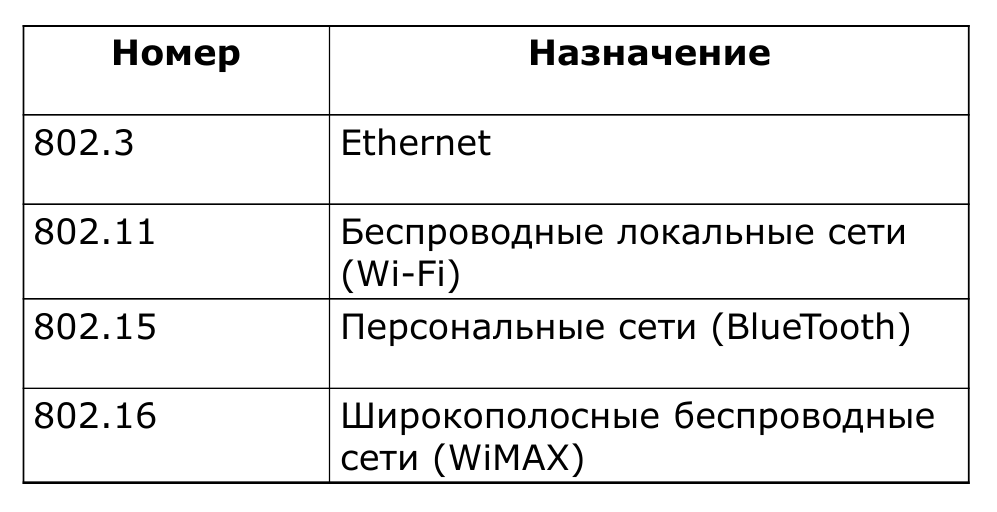 Номер Назначение
802.3 Ethernet
802.11 Беспроводные локальные сети
(Wi-Fi)
802.15 Персональные сети (BlueTooth)
802.16 Широкополосные беспроводные
сети (WiMAX)